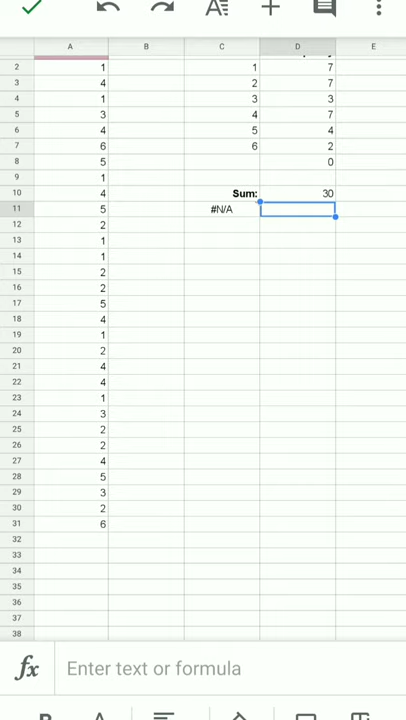 A B C D E
2 1 1 7
3 4 2 7
4 1 3 3
5 3 4 7
6 4 5 4
7 6 6 2
8 5 0
9 1
10 4 Sum: 30
11 5 #N/A
12 2
13 1
14 1
15 2
16 2
17 5
18 4
19 1
20 2
21 4
22 4
23 1
24 3
25 2
26 2
27 4
28 5
29 3
30 2
31 6
32
33
34
35
36
37
38
fx Enter text or formula